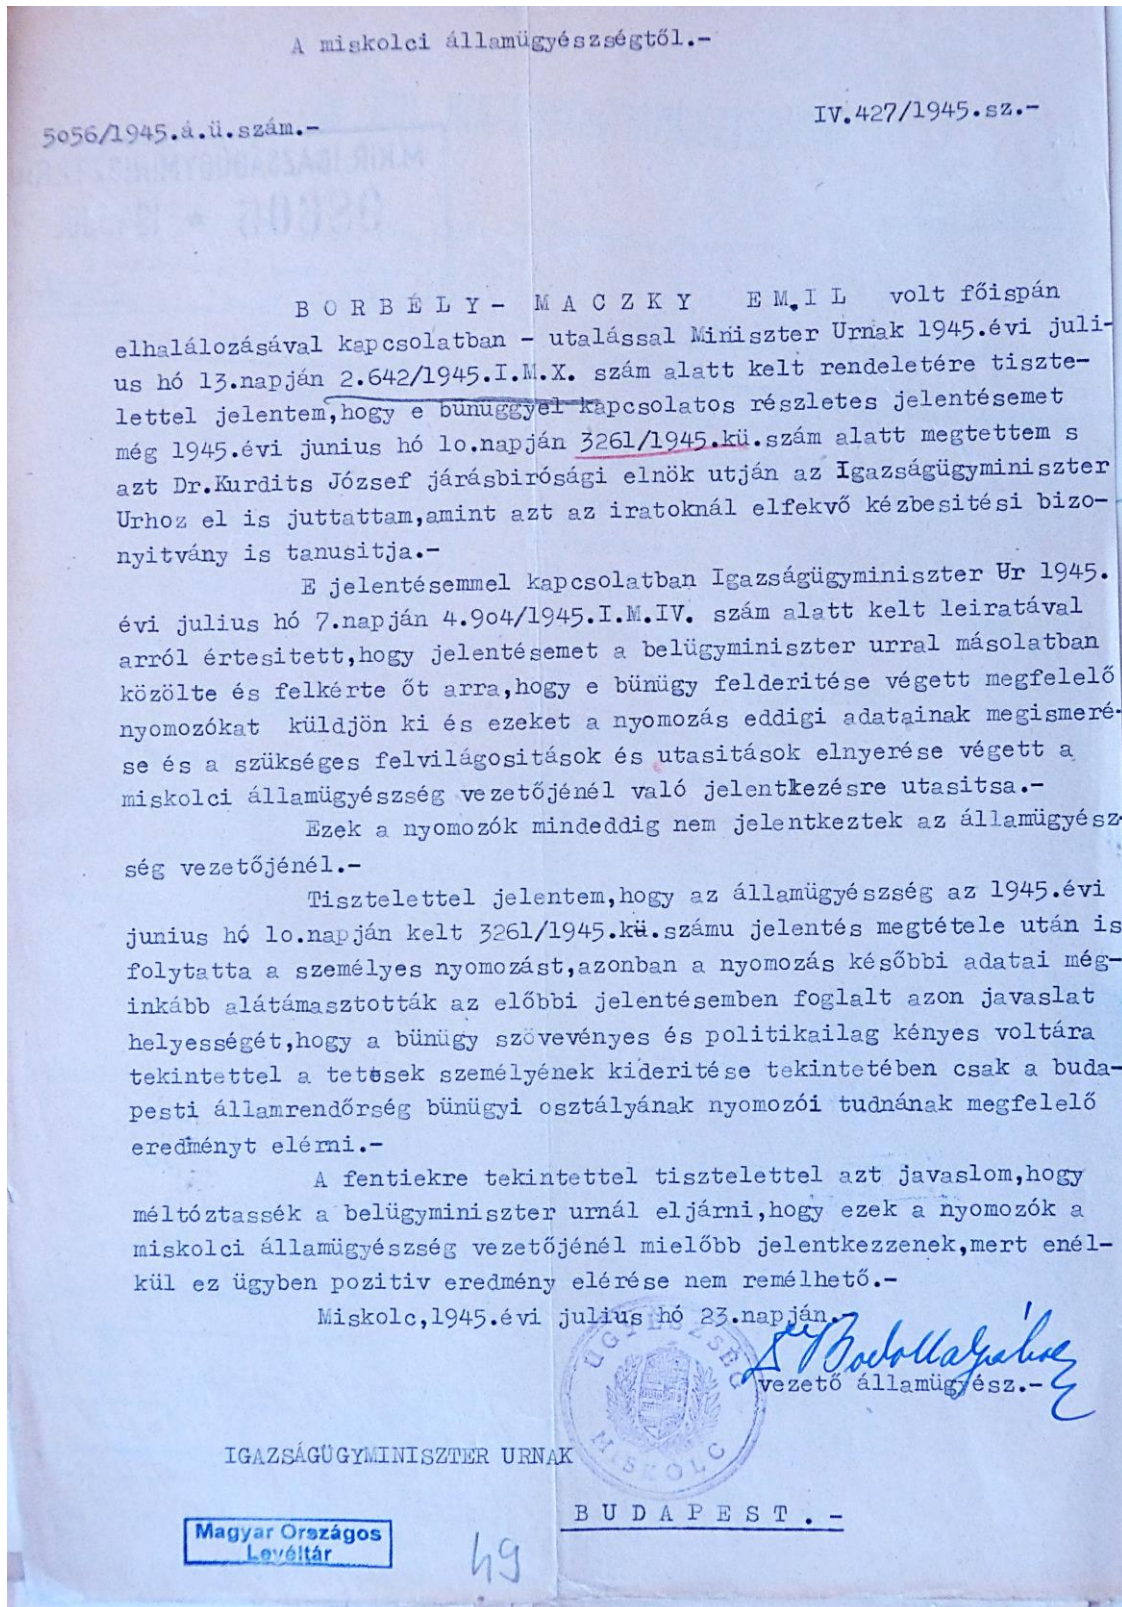 A miskolci államügyészségtől.-
IV.427/1945.sz.-
5o56/1945.á.ü.szám.-
B O R B É L Y - M A C Z K Y E M I L volt főispán
elhalálozásával kapcsolatban - utalással Miniszter Urnak 1945.évi juli-
us hó 13.napján 2.642/1945.I.M.X. szám alatt kelt rendeletére tiszte-
lettel jelentem,hogy e bünüggyel kapcsolatos részletes jelentésemet
még 1945.évi junius hó 1o.napján 3261/1945.kü.szám alatt megtettem s
azt Dr.Kurdits József járásbirósági elnök utján az Igazságügyminiszter
Urhoz el is juttattam,amint azt az iratoknál elfekvő kézbesitési bizo-
nyitvány is tanusitja.-
E jelentésemmel kapcsolatban Igazságügyminiszter Ur 1945.
évi julius hó 7.napján 4.9o4/1945.I.M.IV. szám alatt kelt leiratával
arról értesitett,hogy jelentésemet a belügyminiszter urral másolatban
közölte és felkérte őt arra,hogy e bünügy felderitése végett megfelelő
nyomozókat küldjön ki és ezeket a nyomozás eddigi adatainak megismeré-
se és a szükséges felvilágositások és utasitások elnyerése végett a
miskolci államügyészség vezetőjénél való jelentkezésre utasitsa.-
Ezek a nyomozók mindeddig nem jelentkeztek az államügyész-
ség vezetőjénél.-
Tisztelettel jelentem,hogy az államügyészség az 1945.évi
junius hó 1o.napján kelt 3261/1945.kü.számu jelentés megtétele után is
folytatta a személyes nyomozást,azonban a nyomozás későbbi adatai még-
inkább alátámasztották az előbbi jelentésemben foglalt azon javaslat
helyességét,hogy a bünügy szövevényes és politikailag kényes voltára
tekintettel a tettesek személyének kideritése tekintetében csak a buda-
pesti államrendőrség bünügyi osztályának nyomozói tudnának megfelelő
eredményt elérni.-
A fentiekre tekintettel tisztelettel azt javaslom,hogy
méltóztassék a belügyminiszter urnál eljárni,hogy ezek a nyomozók a
miskolci államügyészség vezetőjénél mielőbb jelentkezzenek,mert enél-
kül ez ügyben pozitiv eredmény elérése nem remélhető.-
Miskolc,1945.évi julius hó 23.napján.-
vezető államügyész.-
ÜGYÉSZSÉG
MISKOLC
IGAZSÁGÜGYMINISZTER URNAK
B U D A P E S T . -
Magyar Országos
Levéltár
49